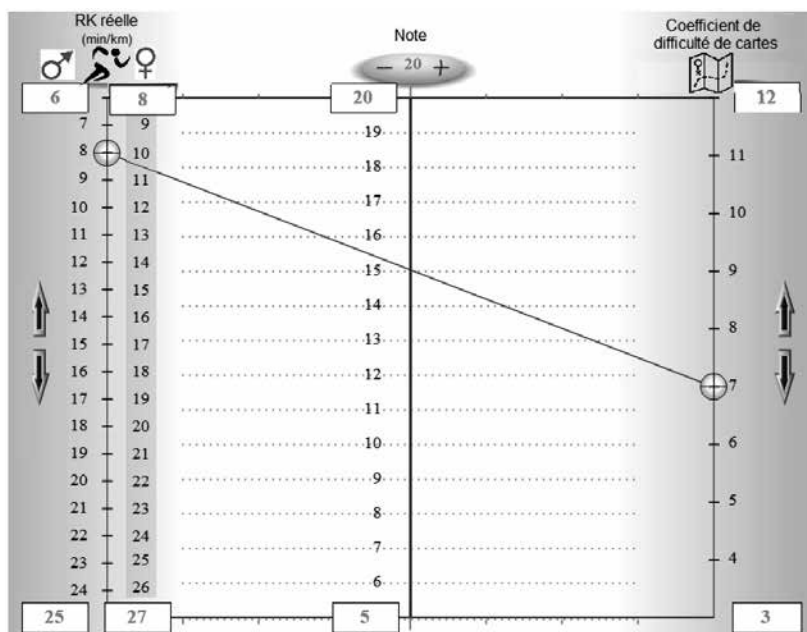 RK réelle
(min/km)
Note
Coefficient de
difficulté de cartes
♂ ♀
− 20 +
6 8 20 12
7 9 19
8 10 18 11
9 11 17
10 12 16 10
11 13
12 14 15 9
13 15
14 16 14 8
15 17 13
16 18 12 7
17 19 11
18 20 10 6
19 21
20 22 9 5
21 23 8
22 24 7 4
23 25
24 26 6
25 27 5 3